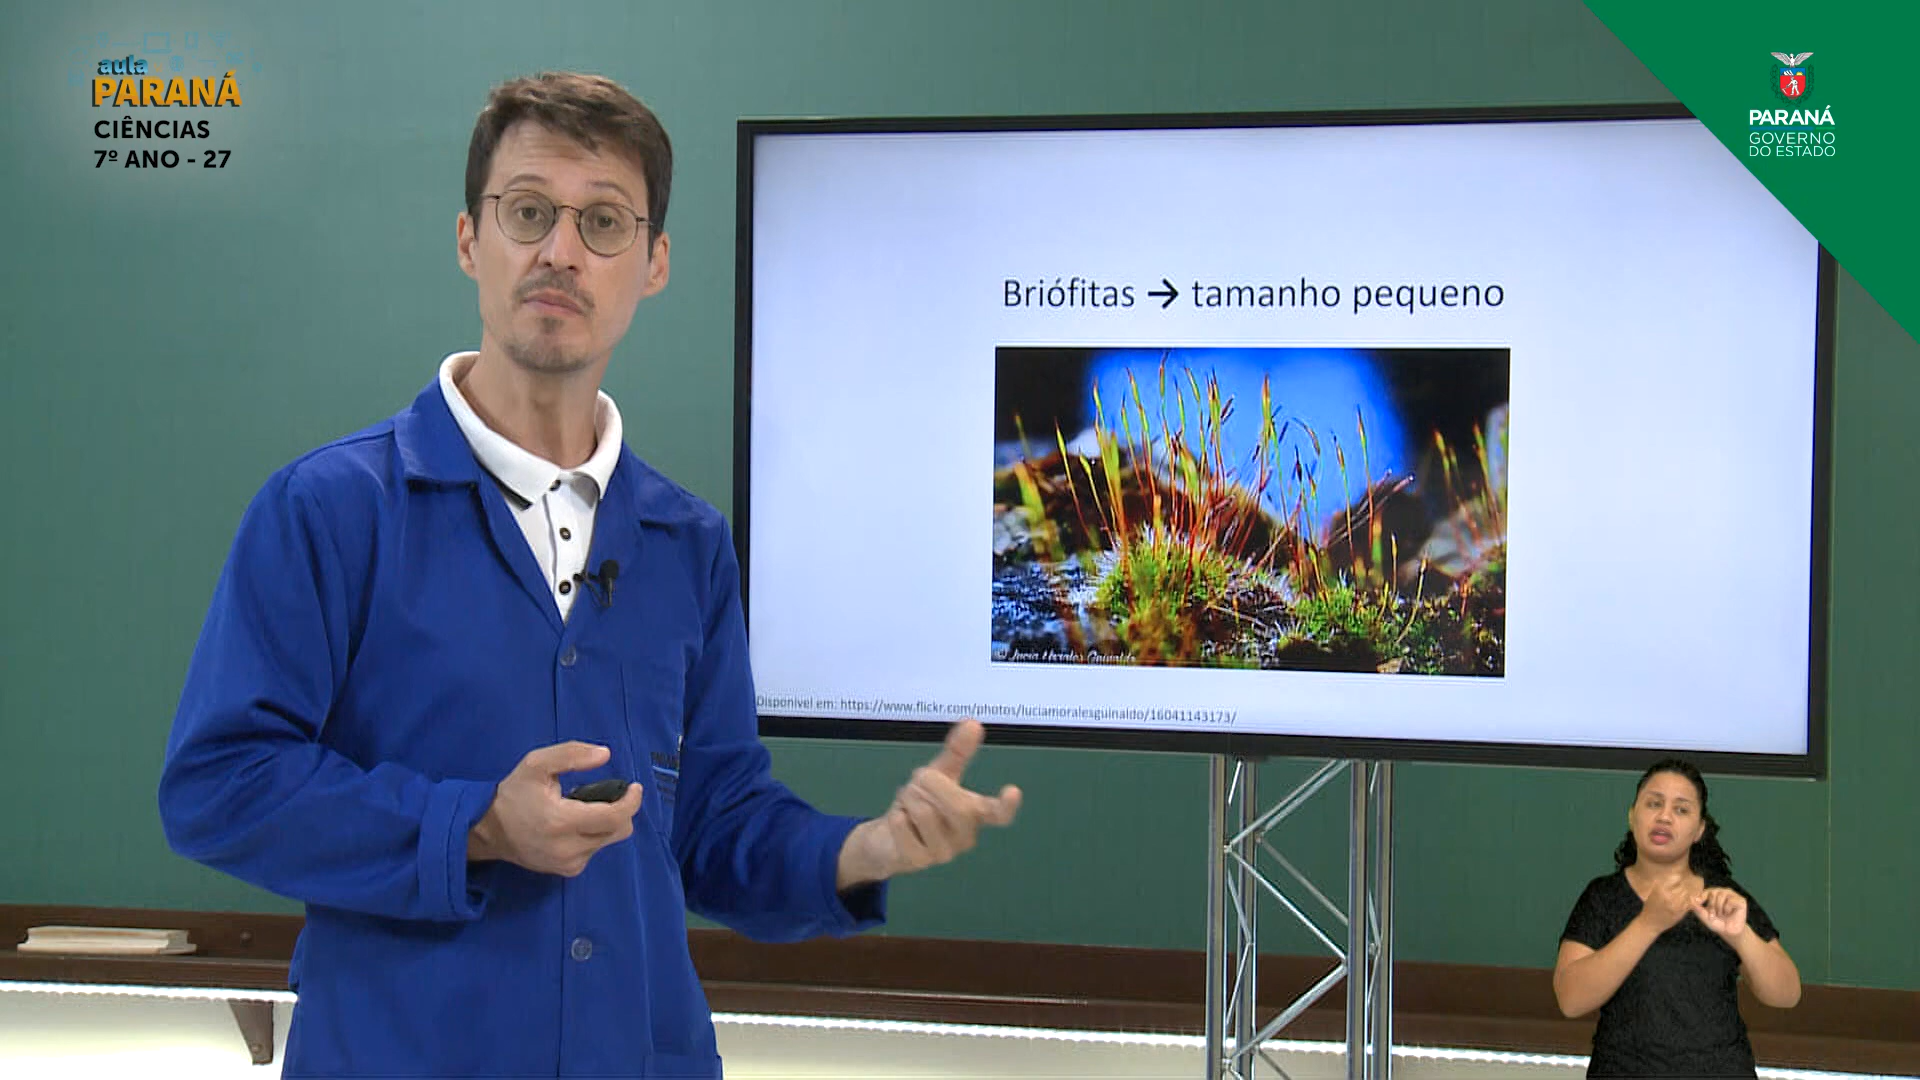 aula
PARANÁ
CIÊNCIAS
7º ANO - 27
PARANÁ
GOVERNO
DO ESTADO
Briófitas → tamanho pequeno
Disponível em: https://www.flickr.com/photos/luciamoralesguinaldo/16041143173/